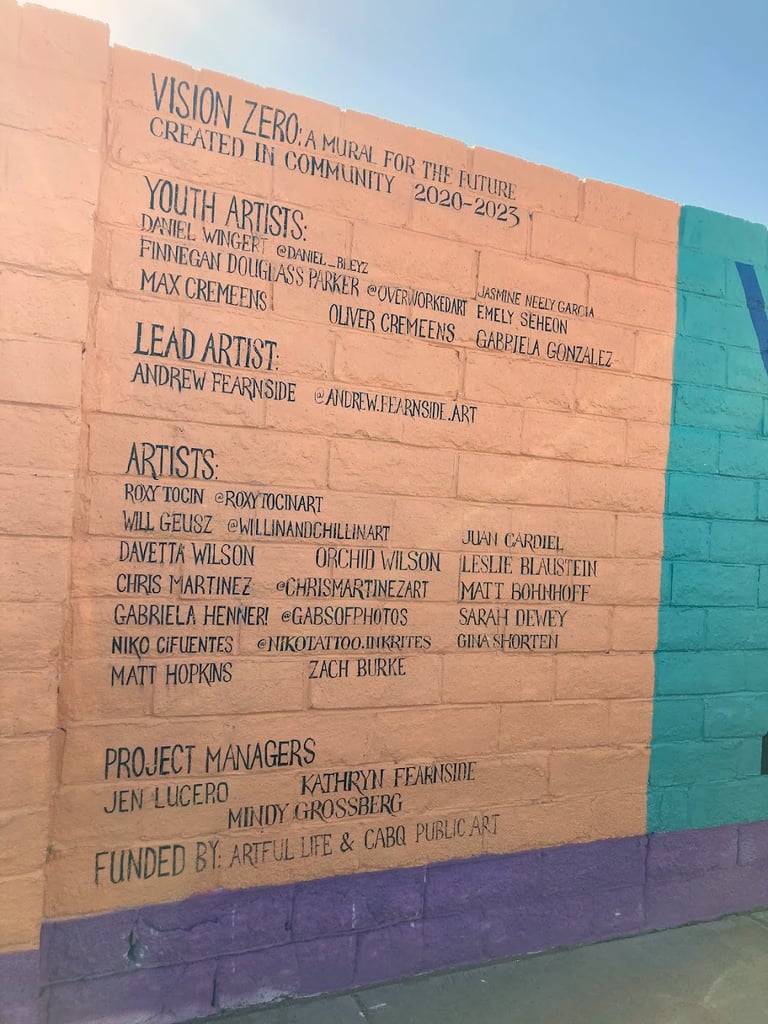 VISION ZERO: A MURAL FOR THE FUTURE
CREATED IN COMMUNITY 2020-2023
YOUTH ARTISTS:
DANIEL WINGERT @DANIEL_BLEYZ
FINNEGAN DOUGLASS PARKER @OVERWORKEDART JASMINE NEELY GARCIA
MAX CREMEENS OLIVER CREMEENS EMELY SEHEON
GABRIELA GONZALEZ
LEAD ARTIST:
ANDREW FEARNSIDE @ANDREW.FEARNSIDE.ART
ARTISTS:
ROXY TOCIN @ROXYTOCINART
WILL GEUSZ @WILLINANDCHILLINART JUAN CARDIEL
DAVETTA WILSON ORCHID WILSON LESLIE BLAUSTEIN
CHRIS MARTINEZ @CHRISMARTINEZART MATT BOHNHOFF
GABRIELA HENNERI @GABSOFPHOTOS SARAH DEWEY
NIKO CIFUENTES @NIKOTATTOO.INKRITES GINA SHORTEN
MATT HOPKINS ZACH BURKE
PROJECT MANAGERS
JEN LUCERO KATHRYN FEARNSIDE
MINDY GROSSBERG
FUNDED BY: ARTFUL LIFE & CABQ PUBLIC ART